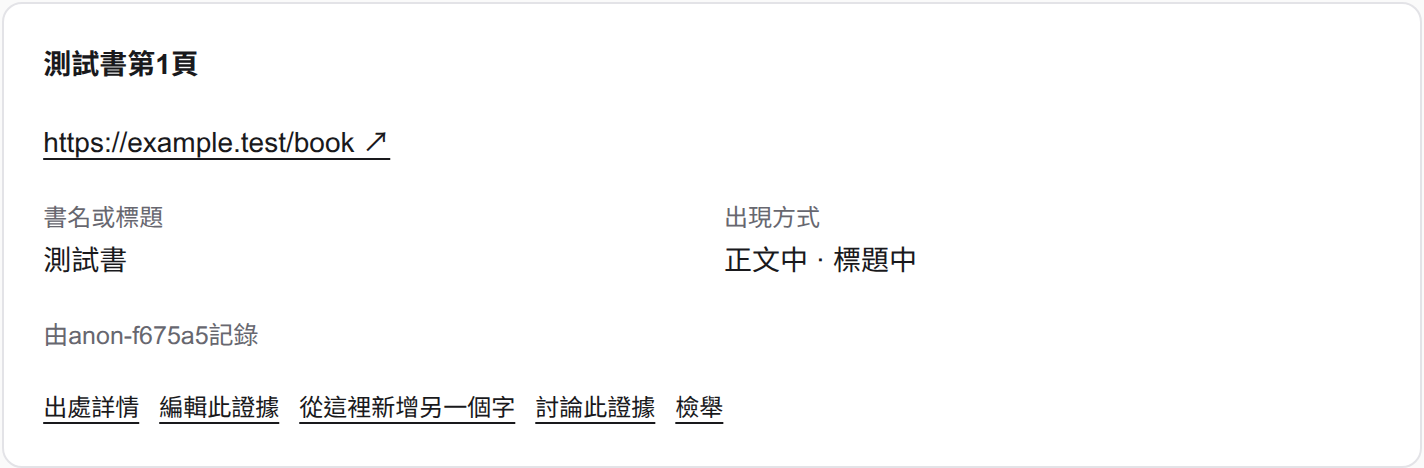 測試書第1頁
https://example.test/book ↗
書名或標題
測試書
出現方式
正文中 · 標題中
由anon-f675a5記錄
出處詳情 編輯此證據 從這裡新增另一個字 討論此證據 檢舉